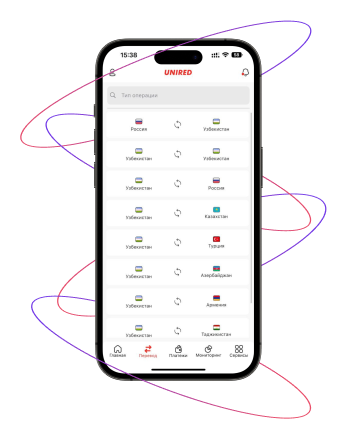 15:38
UNIRED
Тип операции
Россия Узбекистан
Узбекистан Узбекистан
Узбекистан Россия
Узбекистан Казахстан
Узбекистан Турция
Узбекистан Азербайджан
Узбекистан Армения
Узбекистан Таджикистан
Главная Перевод Платежи Мониторинг Сервисы